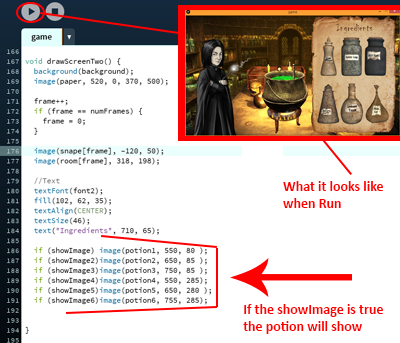 game
Ingredients
166
167 void drawScreenTwo() {
168 background(background);
169 image(paper, 520, 0, 370, 500);
170
171 frame++;
172 if (frame == numFrames) {
173 frame = 0;
174 }
175
176 image(snape[frame], -120, 50);
177 image(room[frame], 318, 198);
178
179 //Text
180 textFont(font2);
181 fill(102, 62, 35);
182 textAlign(CENTER);
183 textSize(46);
184 text("Ingredients", 710, 65);
185
186 if (showImage) image(potion1, 550, 80 );
187 if (showImage2)image(potion2, 650, 85 );
188 if (showImage3)image(potion3, 750, 85 );
189 if (showImage4)image(potion4, 550, 285);
190 if (showImage5)image(potion5, 650, 280 );
191 if (showImage6)image(potion6, 755, 285);
192
193
194 }
What it looks like
when Run
If the showImage is true
the potion will show